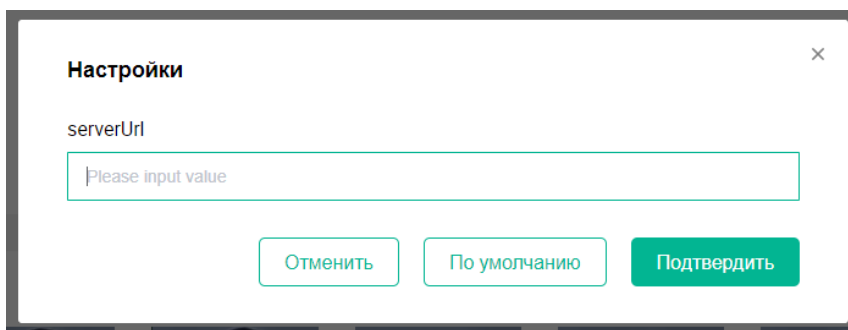 Настройки
serverUrl
Please input value
Отменить
По умолчанию
Подтвердить